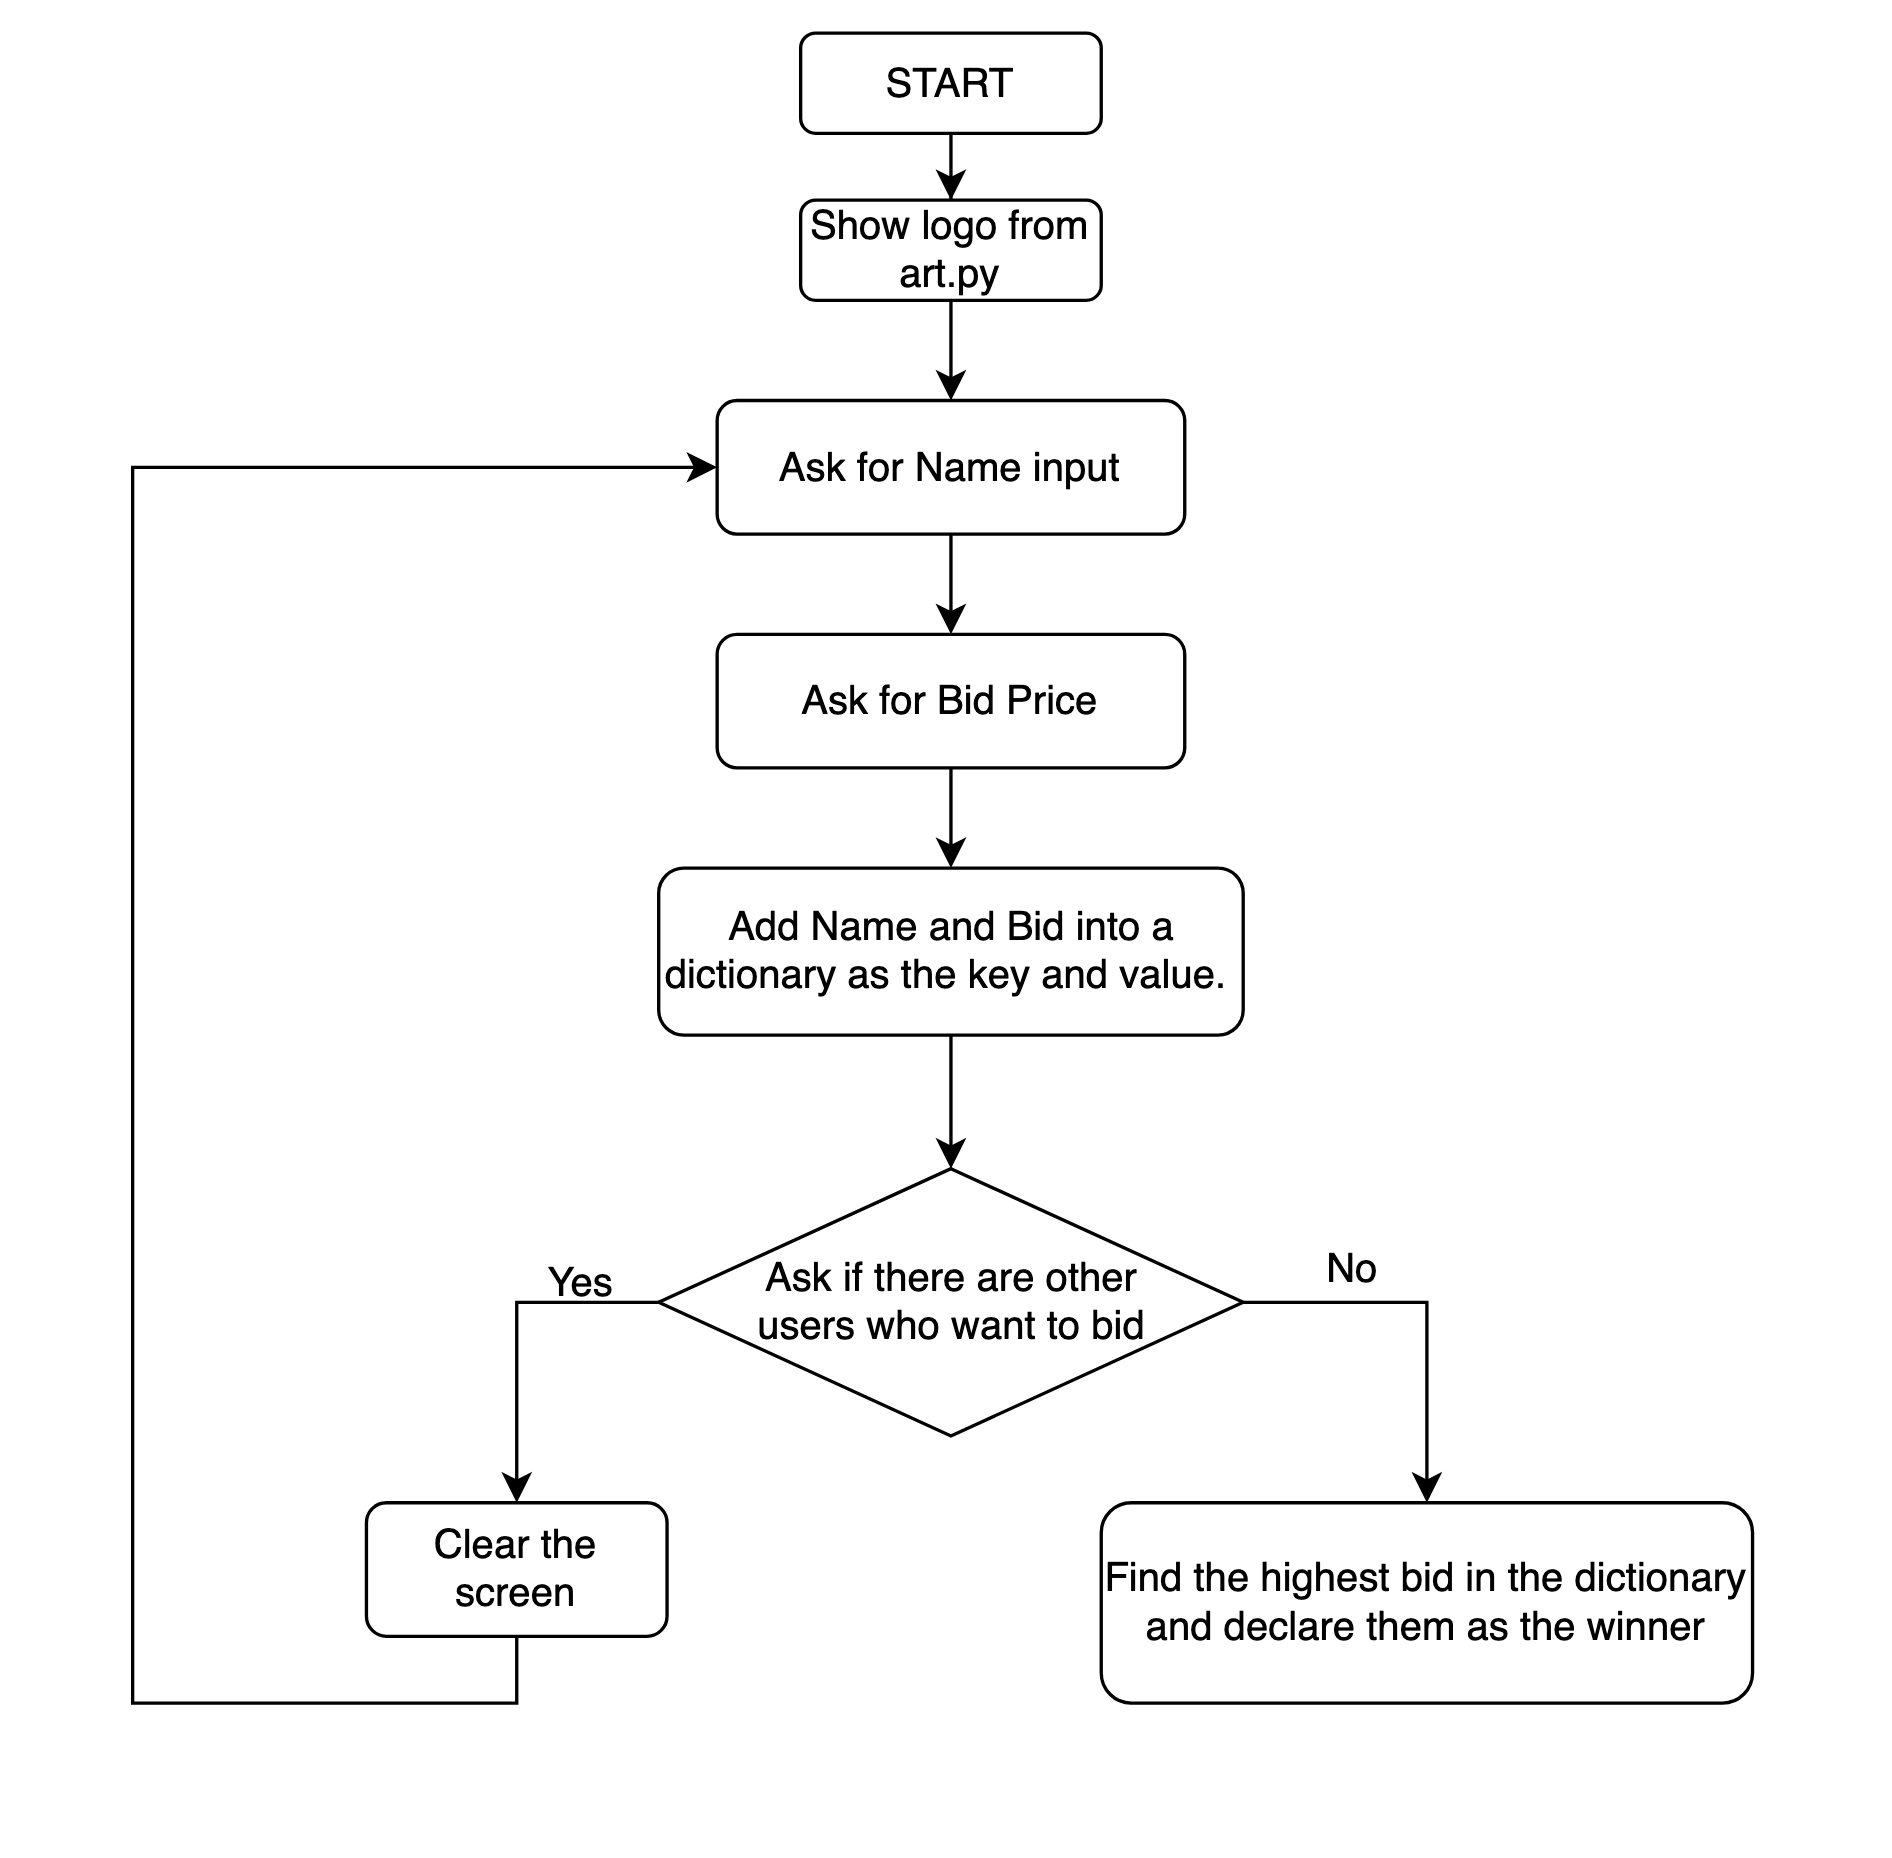 START
Show logo from
art.py
Ask for Name input
Ask for Bid Price
Add Name and Bid into a
dictionary as the key and value.
Ask if there are other
users who want to bid
Yes
No
Clear the
screen
Find the highest bid in the dictionary
and declare them as the winner